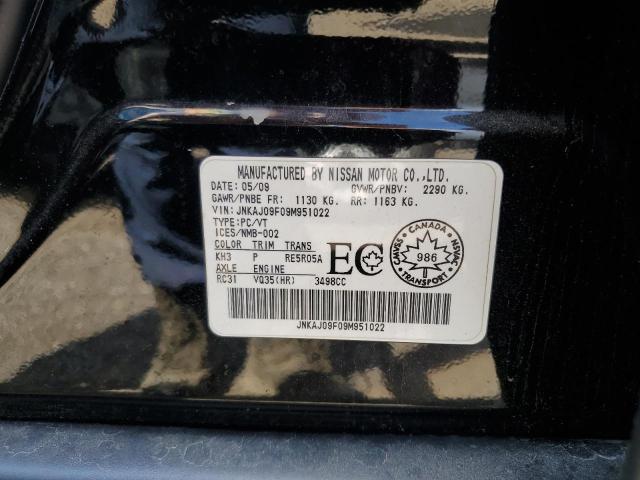 MANUFACTURED BY NISSAN MOTOR CO.,LTD.
DATE: 05/09 GVWR/PNBV: 2290 KG.
GAWR/PNBE FR: 1130 KG. RR: 1163 KG.
VIN: JNKAJ09F09M951022
TYPE: PC/VT
ICES/NMB-002
COLOR TRIM TRANS
KH3 P RE5R05A
AXLE ENGINE
RC31 VQ35(HR) 3498CC
EC
CANADA
CMVSS NSVAC
986
TRANSPORT
JNKAJ09F09M951022